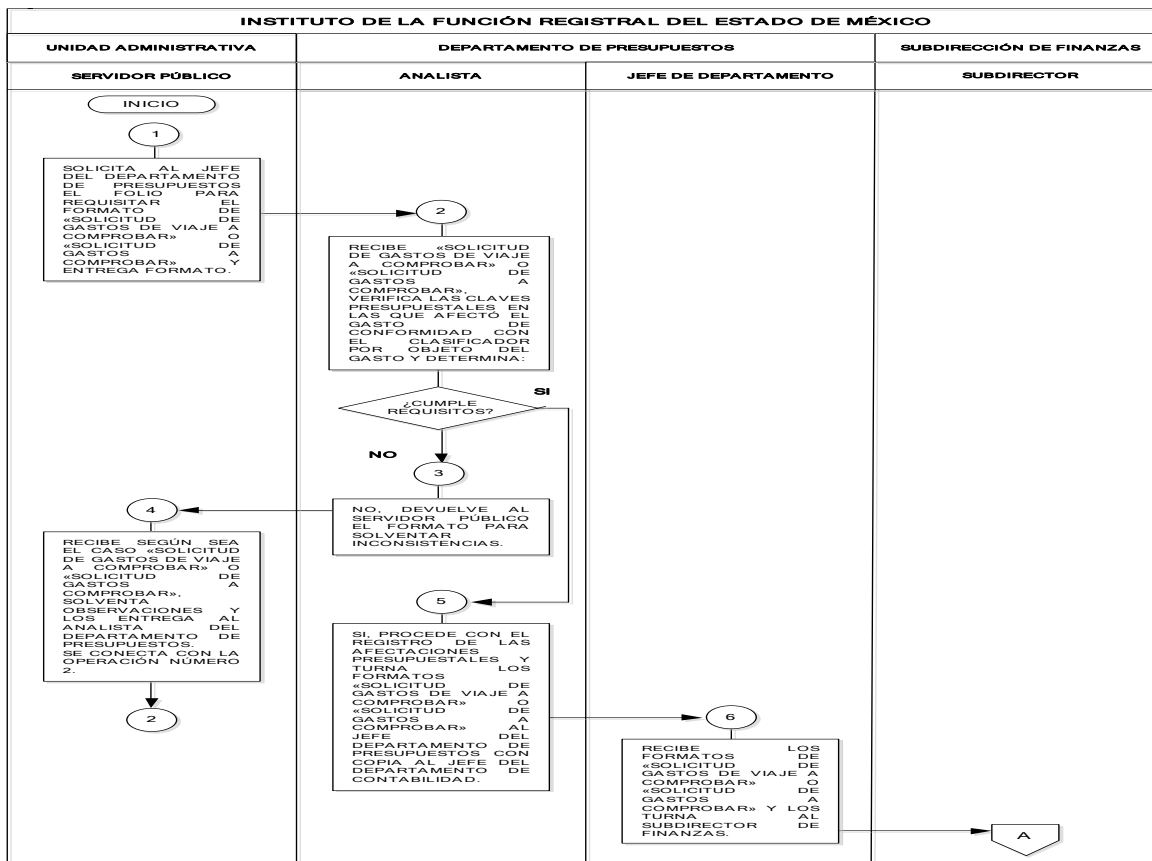 INSTITUTO DE LA FUNCIÓN REGISTRAL DEL ESTADO DE MÉXICO
UNIDAD ADMINISTRATIVA
DEPARTAMENTO DE PRESUPUESTOS
SUBDIRECCIÓN DE FINANZAS
SERVIDOR PÚBLICO
ANALISTA
JEFE DE DEPARTAMENTO
SUBDIRECTOR
INICIO
1
SOLICITA AL JEFE
DEL DEPARTAMENTO
DE PRESUPUESTOS
EL FOLIO PARA
REQUISITAR EL
FORMATO DE
«SOLICITUD DE
GASTOS DE VIAJE A
COMPROBAR» O
«SOLICITUD DE
GASTOS A
COMPROBAR» Y
ENTREGA FORMATO.
2
RECIBE «SOLICITUD
DE GASTOS DE VIAJE
A COMPROBAR» O
«SOLICITUD DE
GASTOS A
COMPROBAR»,
VERIFICA LAS CLAVES
PRESUPUESTALES EN
LAS QUE AFECTÓ EL
GASTO DE
CONFORMIDAD CON
EL CLASIFICADOR
POR OBJETO DEL
GASTO Y DETERMINA:
¿CUMPLE
REQUISITOS?
SI
NO
3
NO, DEVUELVE AL
SERVIDOR PÚBLICO
EL FORMATO PARA
SOLVENTAR
INCONSISTENCIAS.
4
RECIBE SEGÚN SEA
EL CASO «SOLICITUD
DE GASTOS DE VIAJE
A COMPROBAR» O
«SOLICITUD DE
GASTOS A
COMPROBAR»,
SOLVENTA
OBSERVACIONES Y
LOS ENTREGA AL
ANALISTA DEL
DEPARTAMENTO DE
PRESUPUESTOS.
SE CONECTA CON LA
OPERACIÓN NÚMERO
2.
2
5
SI, PROCEDE CON EL
REGISTRO DE LAS
AFECTACIONES
PRESUPUESTALES Y
TURNA LOS
FORMATOS
«SOLICITUD DE
GASTOS DE VIAJE A
COMPROBAR» O
«SOLICITUD DE
GASTOS A
COMPROBAR» AL
JEFE DEL
DEPARTAMENTO DE
PRESUPUESTOS CON
COPIA AL JEFE DEL
DEPARTAMENTO DE
CONTABILIDAD.
6
RECIBE LOS
FORMATOS DE
«SOLICITUD DE
GASTOS DE VIAJE A
COMPROBAR» O
«SOLICITUD DE
GASTOS A
COMPROBAR» Y LOS
TURNA AL
SUBDIRECTOR DE
FINANZAS.
A